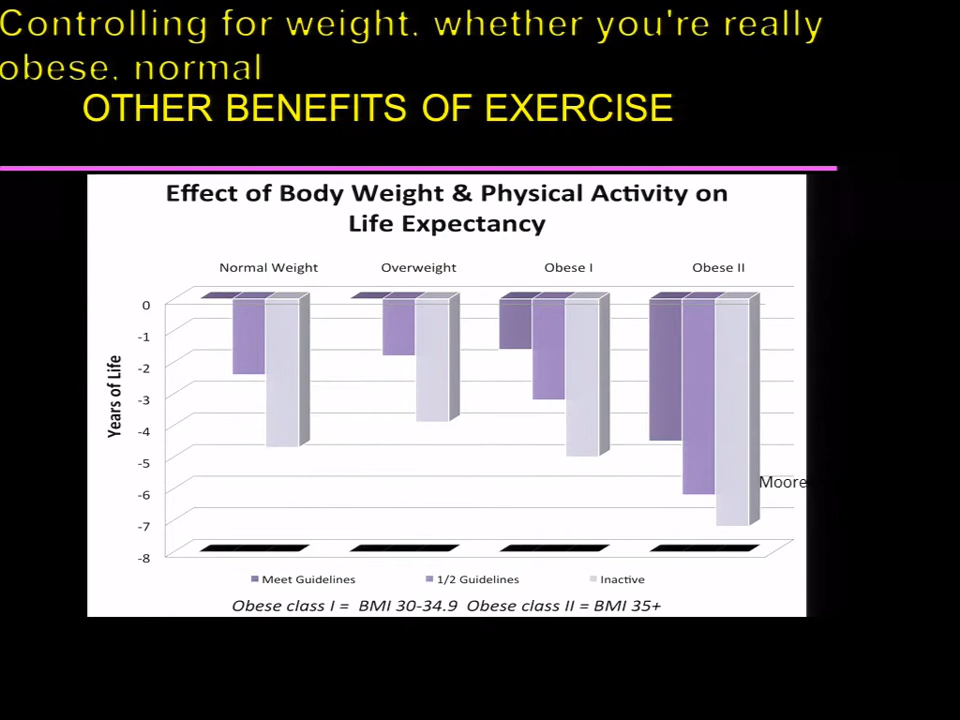 Controlling for weight. whether you're really
obese. normal
OTHER BENEFITS OF EXERCISE
Effect of Body Weight & Physical Activity on
Life Expectancy
Normal Weight Overweight Obese I Obese II
0
-1
-2
-3
-4
-5
-6
-7
-8
Years of Life
Moore
Meet Guidelines 1/2 Guidelines Inactive
Obese class I = BMI 30-34.9 Obese class II = BMI 35+